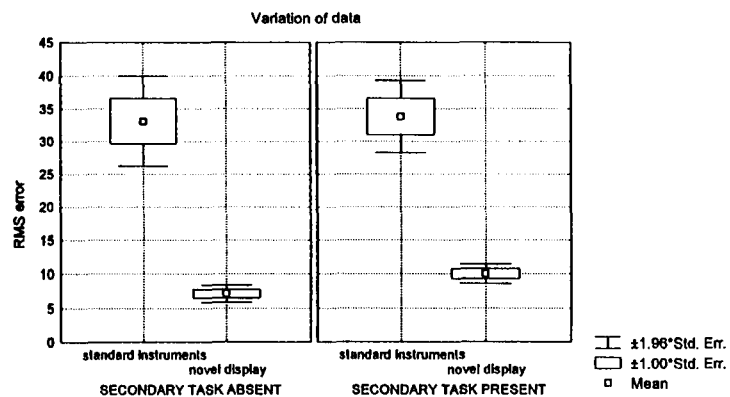 Variation of data
RMS error
45
40
35
30
25
20
15
10
5
0
standard instruments
novel display
SECONDARY TASK ABSENT
standard instruments
novel display
SECONDARY TASK PRESENT
±1.96*Std. Err.
±1.00*Std. Err.
Mean